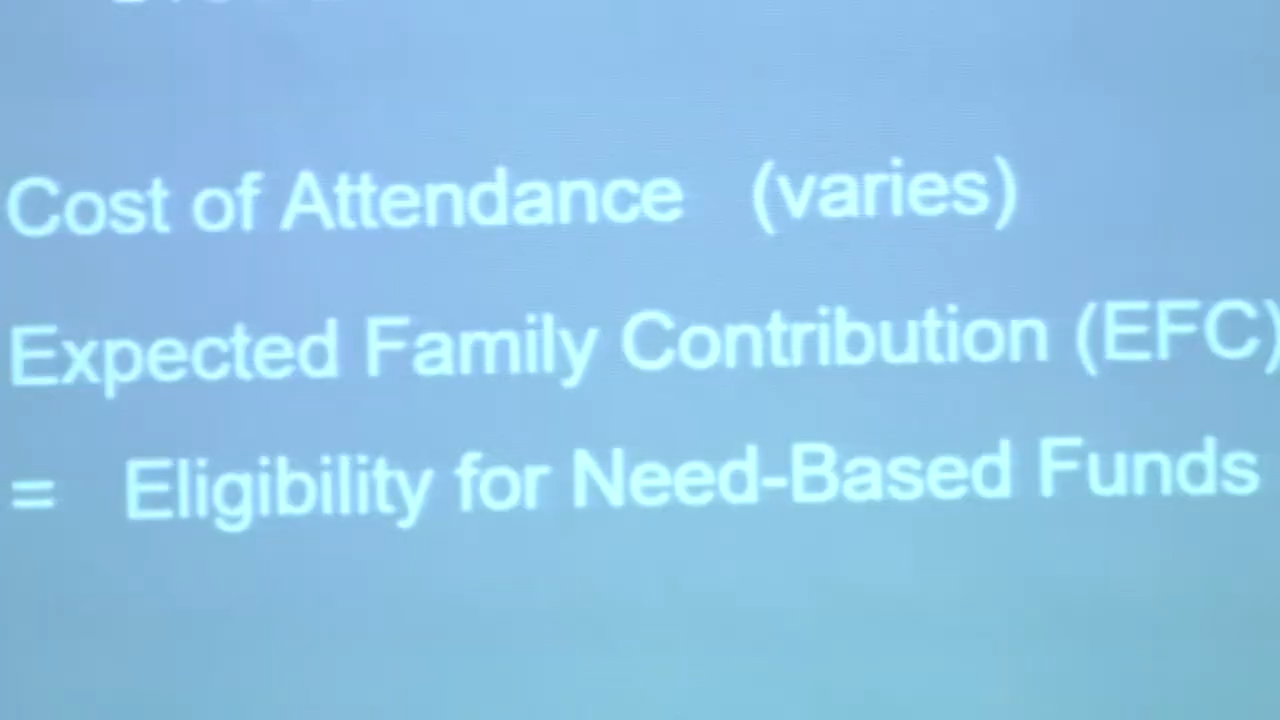 Cost of Attendance (varies)
Expected Family Contribution (EFC)
= Eligibility for Need-Based Funds